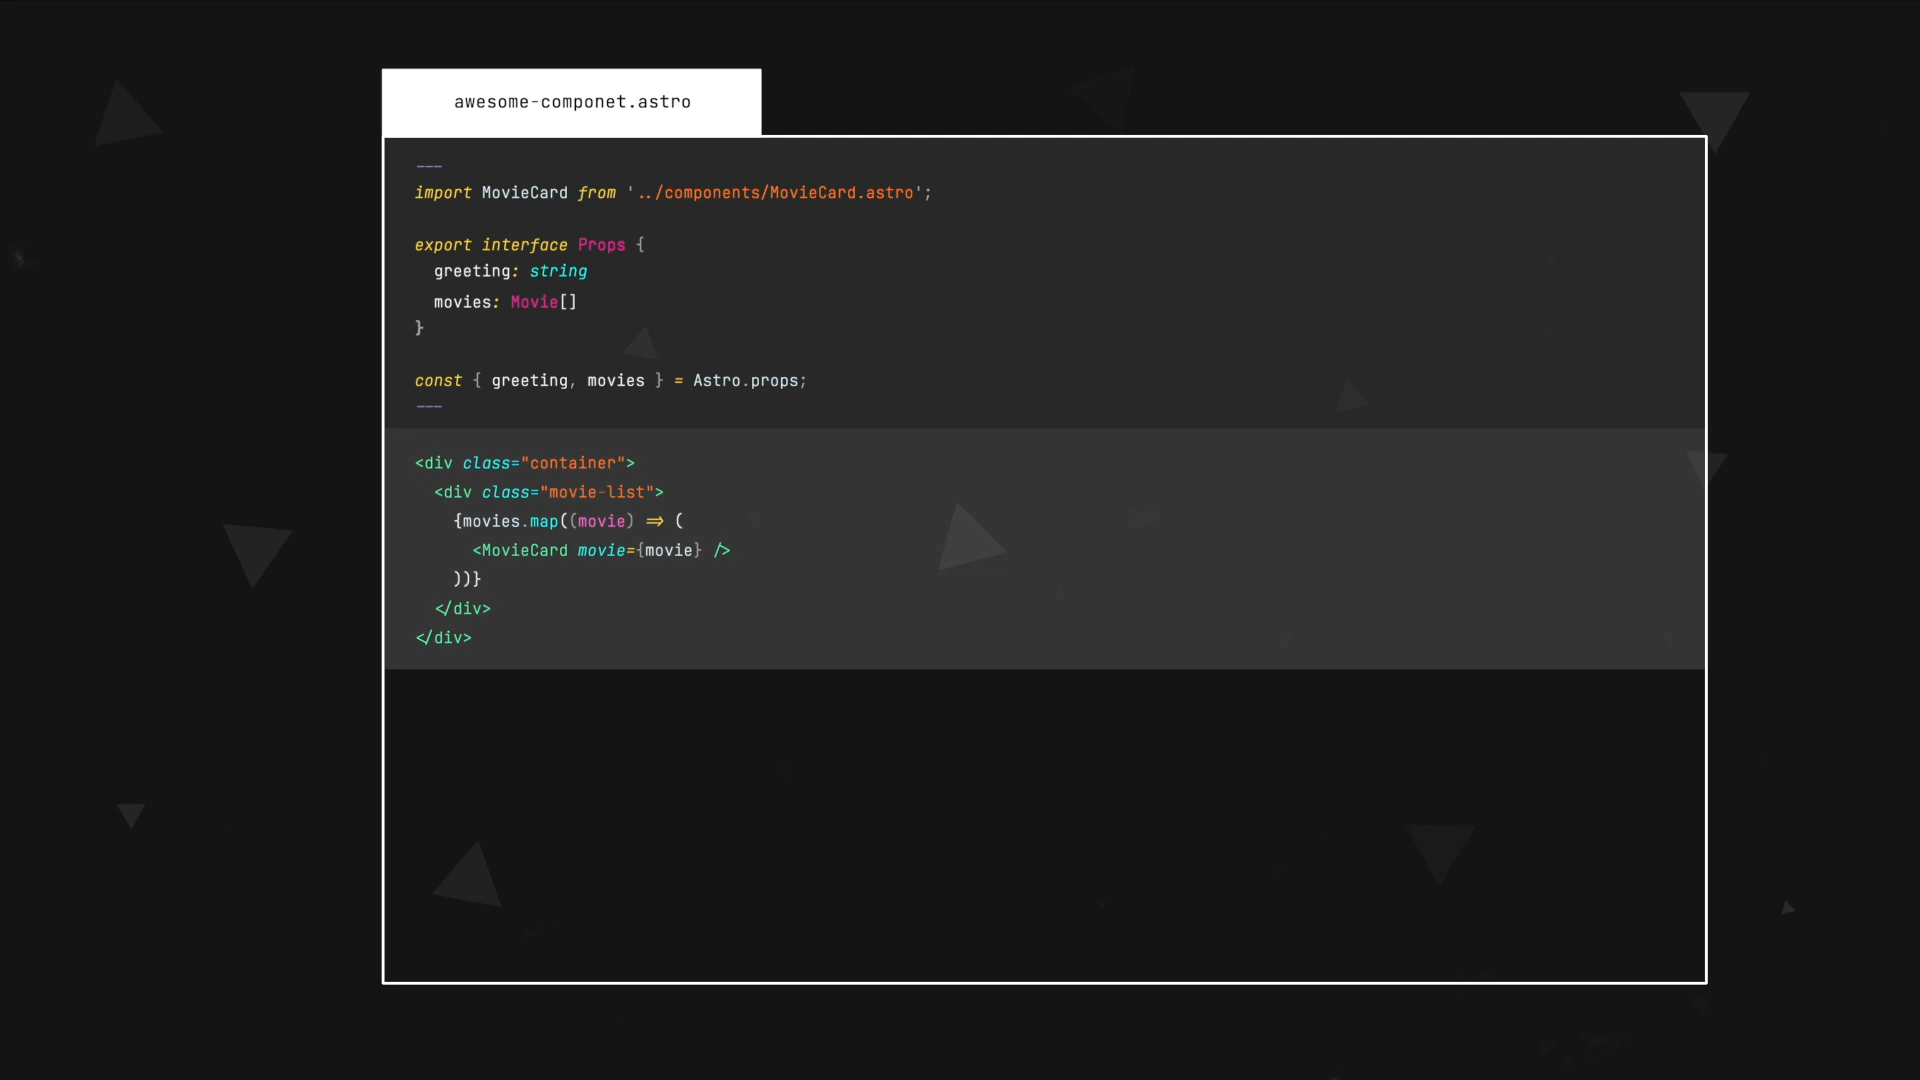 awesome-componet.astro
---
import MovieCard from '../components/MovieCard.astro';
export interface Props {
greeting: string
movies: Movie[]
}
const { greeting, movies } = Astro.props;
---
<div class="container">
<div class="movie-list">
{movies.map((movie) => (
<MovieCard movie={movie} />
))}
</div>
</div>